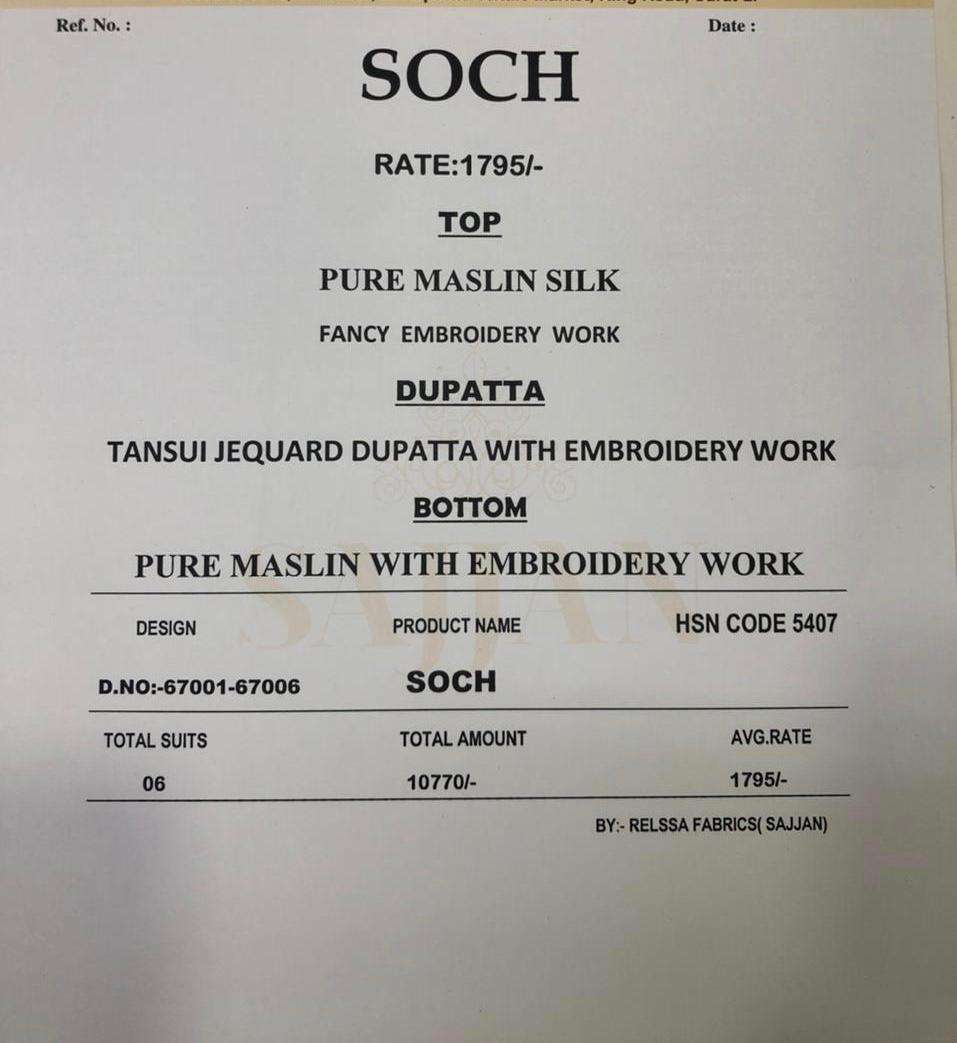 Ref. No. :
Date :
SOCH
RATE:1795/-
TOP
PURE MASLIN SILK
FANCY EMBROIDERY WORK
DUPATTA
TANSUI JEQUARD DUPATTA WITH EMBROIDERY WORK
BOTTOM
PURE MASLIN WITH EMBROIDERY WORK
SAJJAN
DESIGN PRODUCT NAME HSN CODE 5407
D.NO:-67001-67006 SOCH
TOTAL SUITS TOTAL AMOUNT AVG.RATE
06 10770/- 1795/-
BY:- RELSSA FABRICS( SAJJAN)